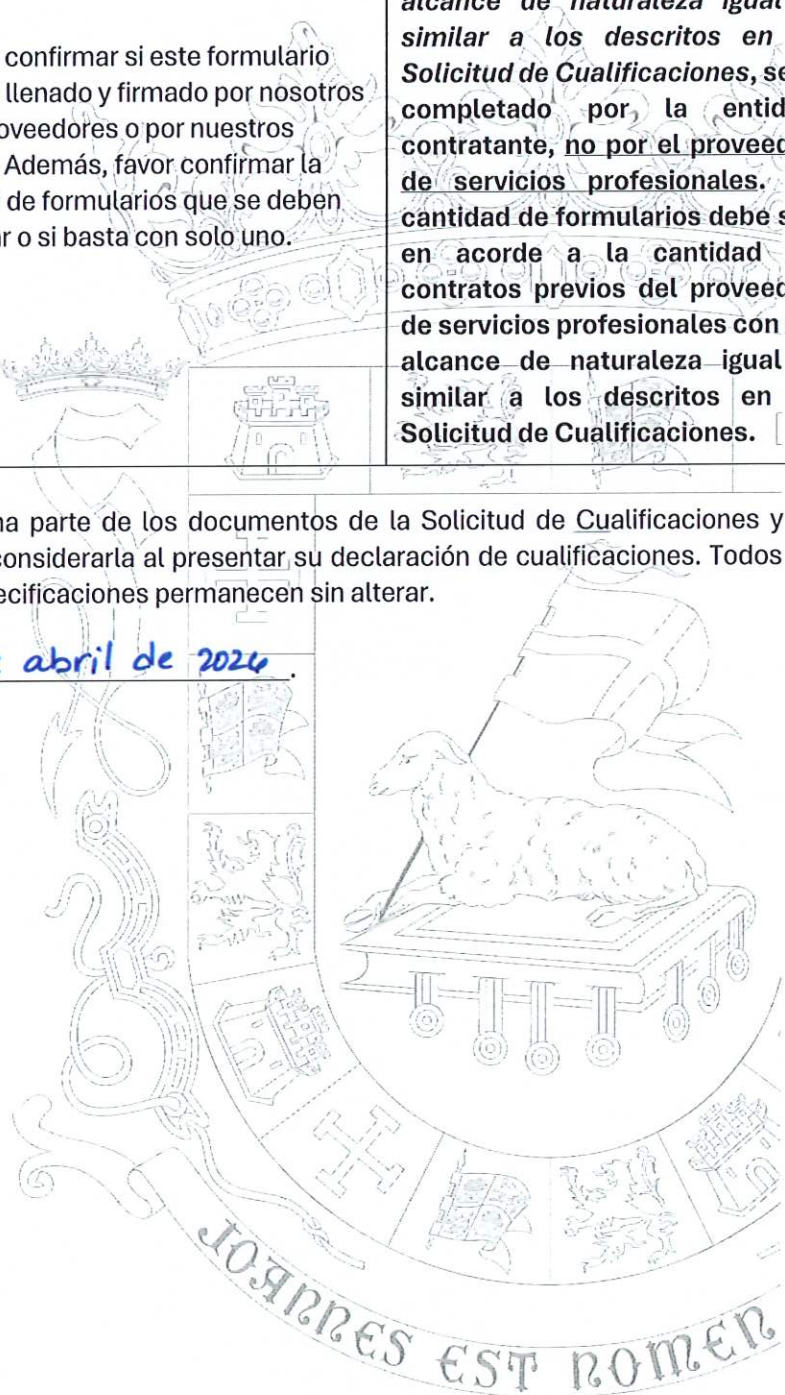 confirmar si este formulario
llenado y firmado por nosotros
oveedores o por nuestros
Además, favor confirmar la
de formularios que se deben
ar o si basta con solo uno.
alcance de naturaleza igual
similar a los descritos en
Solicitud de Cualificaciones, se
completado por la entid
contratante, no por el proveed
de servicios profesionales.
cantidad de formularios debe s
en acorde a la cantidad
contratos previos del proveed
de servicios profesionales con
alcance de naturaleza igual
similar a los descritos en
Solicitud de Cualificaciones.
na parte de los documentos de la Solicitud de Cualificaciones y
considerarla al presentar su declaración de cualificaciones. Todos
ecificaciones permanecen sin alterar.
abril de 2026.
JOANNES EST NOMEN